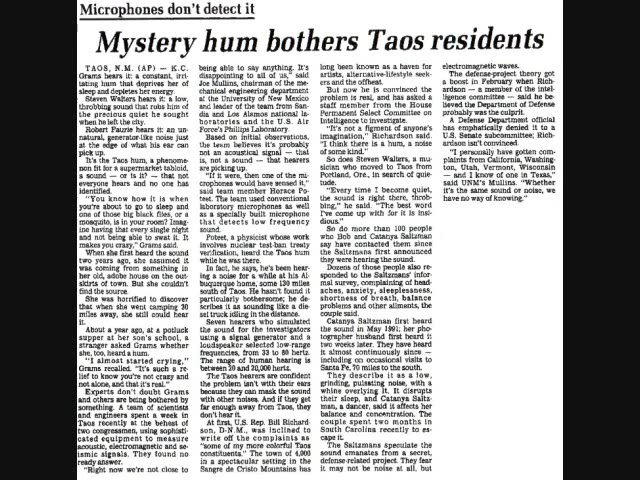 Microphones don't detect it
Mystery hum bothers Taos residents
TAOS, N.M. (AP) — K.C.
Grams hears it: a constant, irri-
tating hum that deprives her of
sleep and depletes her energy.
Steven Walters hears it: a low,
throbbing sound that robs him of
the precious quiet he sought
when he left the city.
Robert Fauzie hears it: an un-
natural, generator-like noise just
at the edge of what his ear can
pick up.
It's the Taos hum, a phenome-
non fit for a supermarket tabloid,
a sound — or is it? — that not
everyone hears and no one has
identified.
"You know how it is when
you're about to go to sleep and
one of those big black flies, or a
mosquito, is in your room? Imag-
ine having that every single night
and not being able to swat it. It
makes you crazy," Grams said.
When she first heard the sound
two years ago, she assumed it
was coming from something in
her old, adobe house on the out-
skirts of town. But she couldn't
find the source.
She was horrified to discover
that when she went camping 30
miles away, she still could hear
it.
About a year ago, at a potluck
supper at her son's school, a
stranger asked Grams whether
she, too, heard a hum.
"I almost started crying,"
Grams recalled. "It's such a re-
lief to know you're not crazy and
not alone, and that it's real."
Experts don't doubt Grams
and others are being bothered by
something. A team of scientists
and engineers spent a week in
Taos recently at the behest of
two congressmen, using sophisti-
cated equipment to measure
acoustic, electromagnetic and se-
ismic signals. They found no
ready answer.
"Right now we're not close to
being able to say anything. It's
disappointing to all of us," said
Joe Mullins, chairman of the me-
chanical engineering department
at the University of New Mexico
and leader of the team from San-
dia and Los Alamos national la-
boratories and the U.S. Air
Force's Phillips Laboratory.
Based on initial observations,
the team believes it's probably
not an acoustical signal — that
is, not a sound — that hearers
are picking up.
"If it were, then one of the mi-
crophones would have sensed it,"
said team member Horace Po-
teet. The team used conventional
laboratory microphones as well
as a specially built microphone
that detects low frequency
sound.
Poteet, a physicist whose work
involves nuclear test-ban treaty
verification, heard the Taos hum
while he was there.
In fact, he says, he's been hear-
ing a noise for a while at his Al-
buquerque home, some 130 miles
south of Taos. He hasn't found it
particularly bothersome; he de-
scribes it as sounding like a die-
sel truck idling in the distance.
Seven hearers who simulated
the sound for the investigators
using a signal generator and a
loudspeaker selected low-range
frequencies, from 33 to 80 hertz.
The range of human hearing is
between 20 and 20,000 hertz.
The Taos hearers are confident
the problem isn't with their ears
because they can mask the sound
with other noises. And if they get
far enough away from Taos, they
don't hear it.
At first, U.S. Rep. Bill Richard-
son, D-N.M., was inclined to
write off the complaints as
"some of my more colorful Taos
constituents." The town of 4,000
in a spectacular setting in the
Sangre de Cristo Mountains has
long been known as a haven for
artists, alternative-lifestyle seek-
ers and the offbeat.
But now he is convinced the
problem is real, and has asked a
staff member from the House
Permanent Select Committee on
Intelligence to investigate.
"It's not a figment of anyone's
imagination," Richardson said.
"I think there is a hum, a noise
of some kind."
So does Steven Walters, a mu-
sician who moved to Taos from
Portland, Ore., in search of quie-
tude.
"Every time I become quiet,
the sound is right there, throb-
bing," he said. "The best word
I've come up with for it is insi-
dious."
So do more than 100 people
who Bob and Catanya Saltzman
say have contacted them since
the Saltzmans first announced
they were hearing the sound.
Dozens of those people also re-
sponded to the Saltzmans' infor-
mal survey, complaining of head-
aches, anxiety, sleeplessness,
shortness of breath, balance
problems and other ailments, the
couple said.
Catanya Saltzman first heard
the sound in May 1991; her pho-
tographer husband first heard it
two weeks later. They have heard
it almost continuously since —
including on occasional visits to
Santa Fe, 70 miles to the south.
They describe it as a low,
grinding, pulsating noise, with a
whine overlying it. It disrupts
their sleep, and Catanya Saltz-
man, a dancer, said it affects her
balance and concentration. The
couple spent two months in
South Carolina recently to es-
cape it.
The Saltzmans speculate the
sound emanates from a secret,
defense-related project. They fear
it may not be noise at all, but
electromagnetic waves.
The defense-project theory got
a boost in February when Rich-
ardson — a member of the intel-
ligence committee — said he be-
lieved the Department of Defense
probably was the culprit.
A Defense Department official
has emphatically denied it to a
U.S. Senate subcommittee; Rich-
ardson isn't convinced.
"I personally have gotten com-
plaints from California, Washing-
ton, Utah, Vermont, Wisconsin
— and I know of one in Texas,"
said UNM's Mullins. "Whether
it's the same sound or noise, we
have no way of knowing."